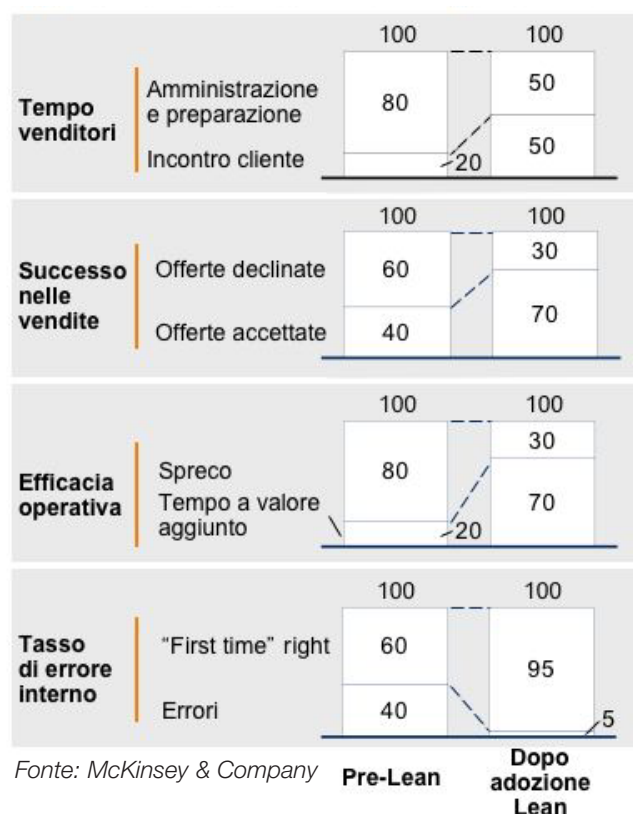 100 100
Tempo
venditori
Amministrazione
e preparazione
Incontro cliente
80
20
50
50
100 100
Successo
nelle
vendite
Offerte declinate
Offerte accettate
60
40
30
70
100 100
Efficacia
operativa
Spreco
Tempo a valore
aggiunto
80
20
30
70
100 100
Tasso
di errore
interno
“First time” right
Errori
60
40
95
5
Fonte: McKinsey & Company
Pre-Lean
Dopo
adozione
Lean